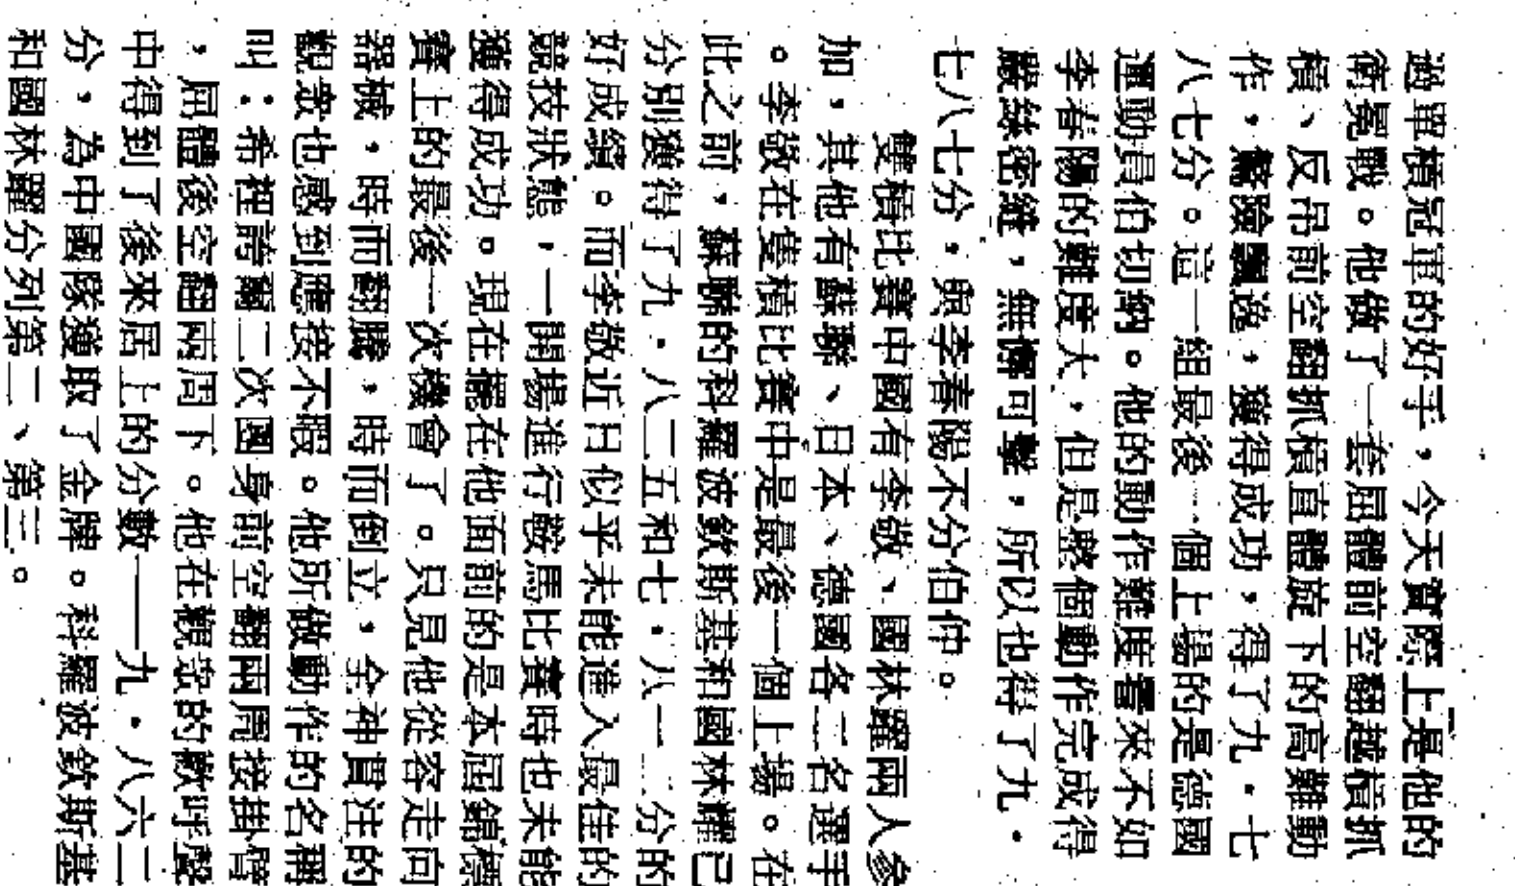 過單槓冠軍的好手,今天實際上是他的
衛冕戰。他做了一套屈體前空翻越槓抓
槓、反吊前空翻抓槓直體旋下的高難動
作,驚險飄逸,獲得成功,得了九.七
八七分。這一組最後一個上場的是德國
運動員伯切納。他的動作難度看來不如
李春陽的難度大,但是整個動作完成得
嚴絲密縫,無懈可擊,所以也得了九.
七八七分,與李春陽不分伯仲。
雙槓比賽中國有李敬、國林躍兩人參
加,其他有蘇聯、日本、德國各二名選手
。李敬在隻槓比賽中是最後一個上場。在
此之前,蘇聯的科羅波欽斯基和國林耀已
分別獲得了九.八二五和七.八一二分的
好成績。而李敬近日似乎未能進入最佳的
競技狀態,一開場進行鞍馬比賽時也未能
獲得成功。現在擺在他面前的是本屆錦標
賽上的最後一次機會了。只見他從容走向
器械,時而翻騰,時而倒立,全神貫注的
觀眾也感到應接不暇。他所做動作的名稱
叫:希裡誇爾二次團身前空翻兩周接掛臂
,屈體後空翻兩周下。他在觀眾的歡呼聲
中得到了後來居上的分數——九.八六二
分,為中國隊獲取了金牌。科羅波欽斯基
和國林躍分列第二、第三。